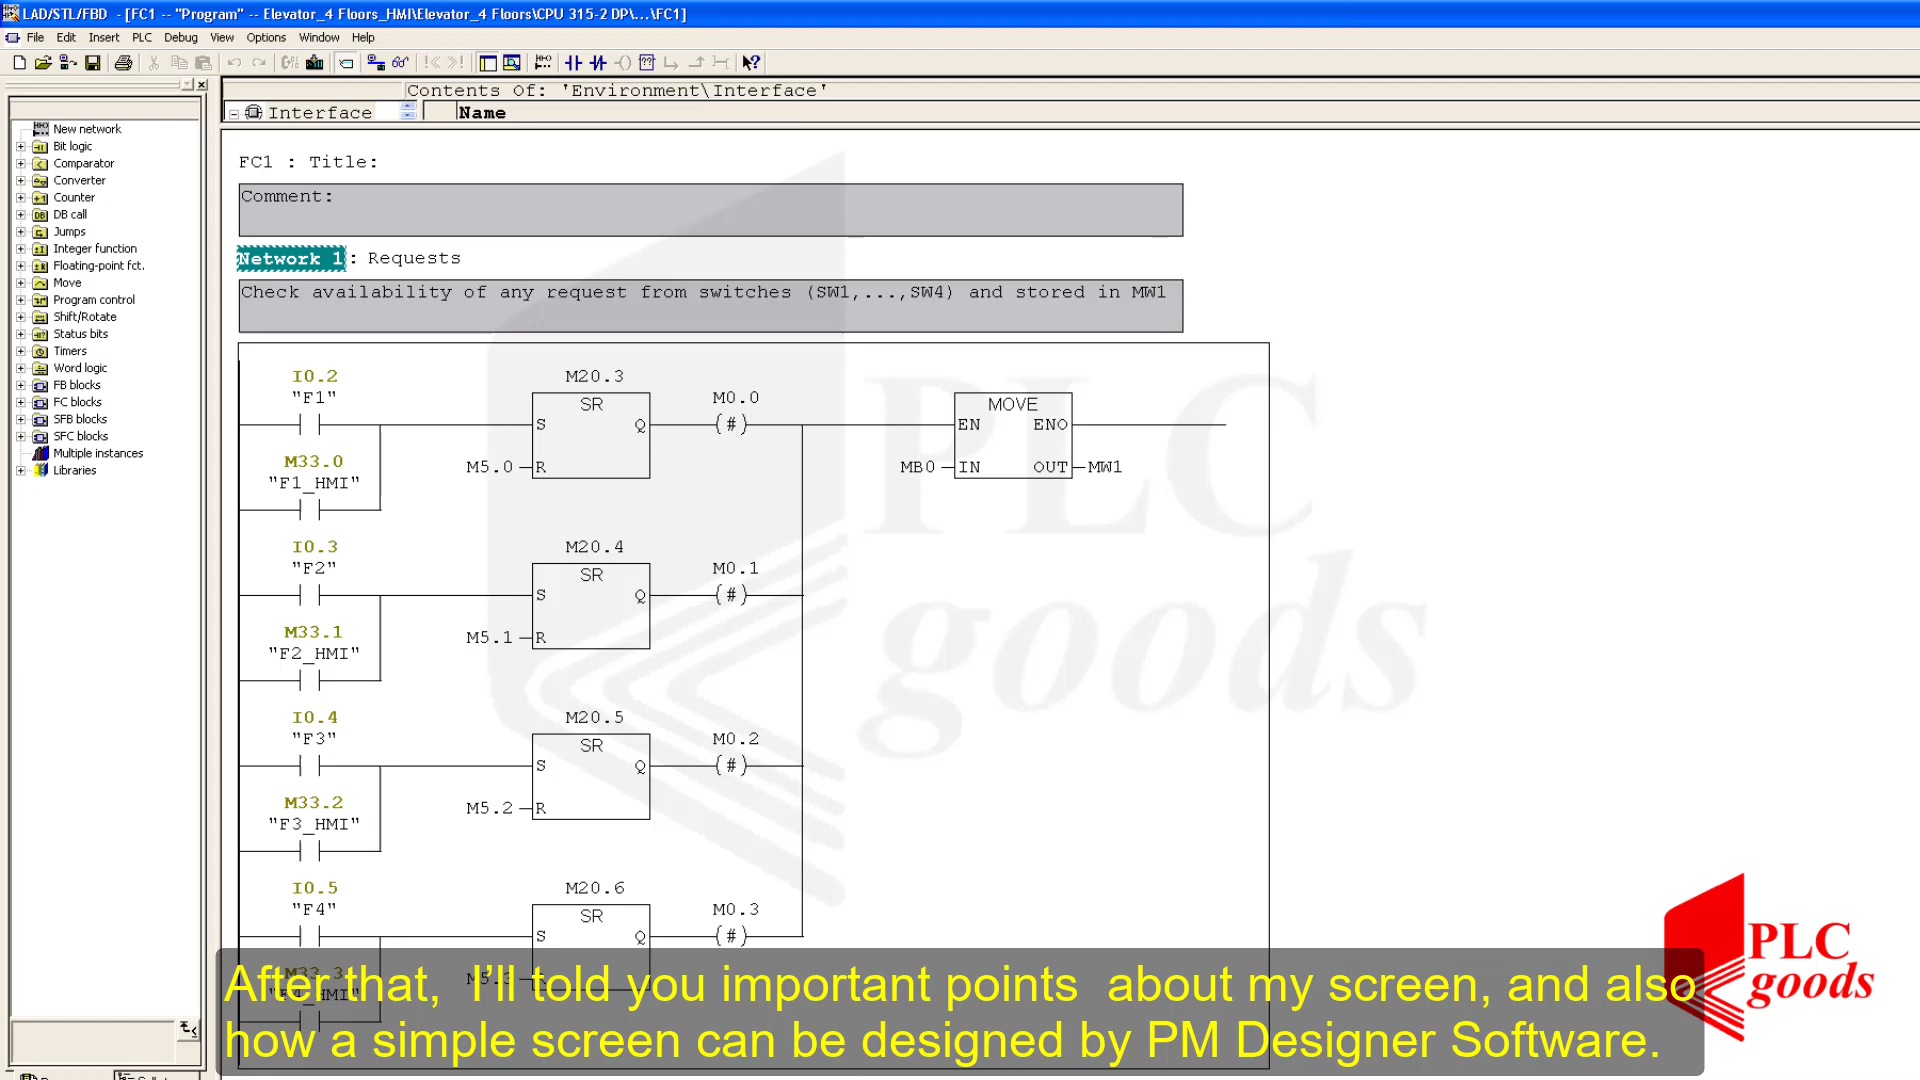 LAD/STL/FBD - [FC1 -- "Program" -- Elevator_4 Floors_HMI\Elevator_4 Floors\CPU 315-2 DP\...\FC1]
File Edit Insert PLC Debug View Options Window Help
Contents Of: 'Environment\Interface'
Interface Name
New network
Bit logic
Comparator
Converter
Counter
DB call
Jumps
Integer function
Floating-point fct.
Move
Program control
Shift/Rotate
Status bits
Timers
Word logic
FB blocks
FC blocks
SFB blocks
SFC blocks
Multiple instances
Libraries
FC1 : Title:
Comment:
Network 1: Requests
Check availability of any request from switches (SW1,...,SW4) and stored in MW1
I0.2 M20.3
"F1" SR M0.0 MOVE
S Q (#) EN ENO
M33.0 M5.0 R MB0 IN OUT MW1
"F1_HMI"
I0.3 M20.4
"F2" SR M0.1
S Q (#)
M33.1 M5.1 R
"F2_HMI"
I0.4 M20.5
"F3" SR M0.2
S Q (#)
M33.2 M5.2 R
"F3_HMI"
I0.5 M20.6
"F4" SR M0.3
S Q (#)
M33.3 M5.3 R
"F4_HMI"
PLC
goods
PLC
goods
After that, I'll told you important points about my screen, and also
how a simple screen can be designed by PM Designer Software.